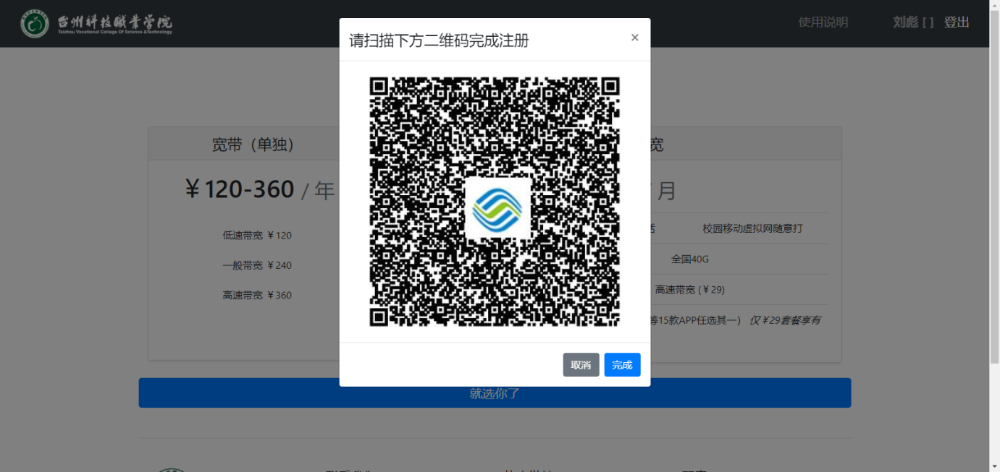 台州科技职业学院
Taizhou Vocational College Of Science &Technology
使用说明
刘彪 [ ]
登出
请扫描下方二维码完成注册
×
宽带（单独）
￥120-360 / 年
低速带宽 ￥120
一般带宽 ￥240
高速带宽 ￥360
宽
/ 月
话
校园移动虚拟网随意打
全国40G
高速带宽 (￥29)
等15款APP任选其一） 仅￥29套餐享有
取消
完成
就选你了